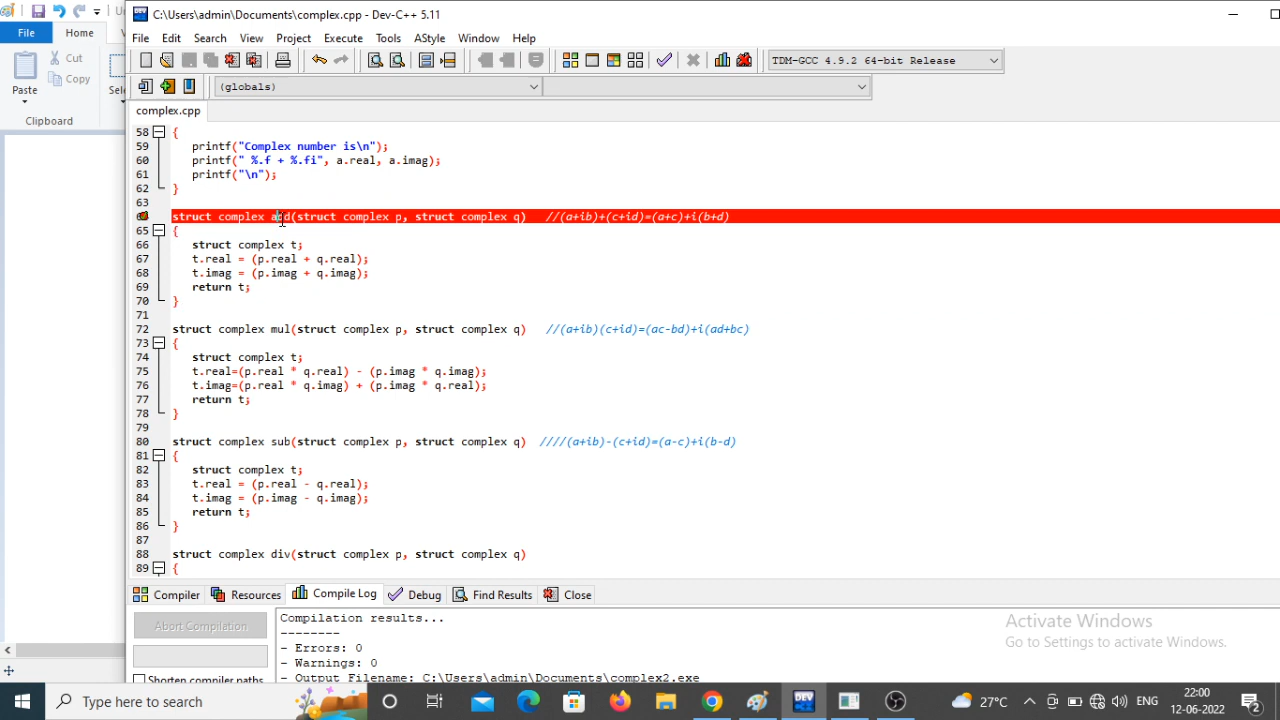 C:\Users\admin\Documents\complex.cpp - Dev-C++ 5.11
File Home
File Edit Search View Project Execute Tools AStyle Window Help
Cut
Copy
Paste
Clipboard
TDM-GCC 4.9.2 64-bit Release
(globals)
complex.cpp
58 {
59 printf("Complex number is\n");
60 printf(" %.f + %.fi", a.real, a.imag);
61 printf("\n");
62 }
63
struct complex add(struct complex p, struct complex q) //(a+ib)+(c+id)=(a+c)+i(b+d)
65 {
66 struct complex t;
67 t.real = (p.real + q.real);
68 t.imag = (p.imag + q.imag);
69 return t;
70 }
71
72 struct complex mul(struct complex p, struct complex q) //(a+ib)(c+id)=(ac-bd)+i(ad+bc)
73 {
74 struct complex t;
75 t.real=(p.real * q.real) - (p.imag * q.imag);
76 t.imag=(p.real * q.imag) + (p.imag * q.real);
77 return t;
78 }
79
80 struct complex sub(struct complex p, struct complex q) ////(a+ib)-(c+id)=(a-c)+i(b-d)
81 {
82 struct complex t;
83 t.real = (p.real - q.real);
84 t.imag = (p.imag - q.imag);
85 return t;
86 }
87
88 struct complex div(struct complex p, struct complex q)
89 {
Compiler Resources Compile Log Debug Find Results Close
Abort Compilation
Shorten compiler paths
Compilation results...
--------
- Errors: 0
- Warnings: 0
- Output Filename: C:\Users\admin\Documents\complex2.exe
Activate Windows
Go to Settings to activate Windows.
Type here to search
27°C
ENG
22:00
12-06-2022
2